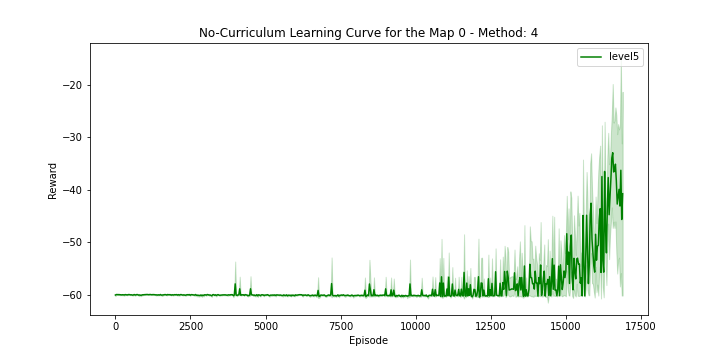 No-Curriculum Learning Curve for the Map 0 - Method: 4
level5
−20
−30
−40
−50
−60
Reward
0 2500 5000 7500 10000 12500 15000 17500
Episode